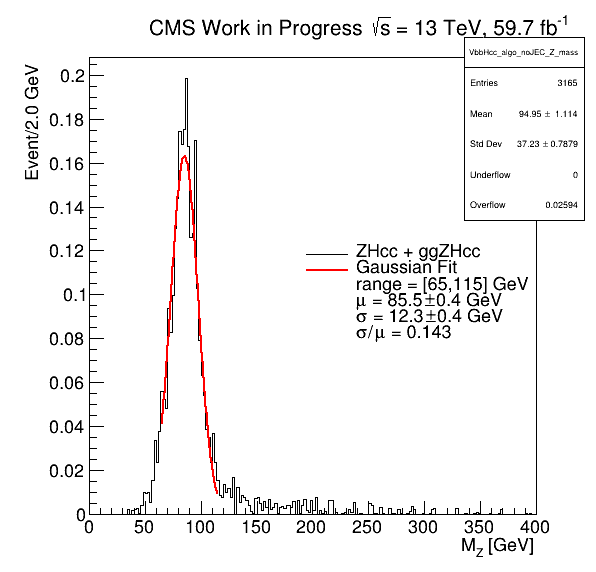 CMS Work in Progress √s = 13 TeV, 59.7 fb⁻¹
VbbHcc_algo_noJEC_Z_mass
Entries 3165
Mean 94.95 ± 1.114
Std Dev 37.23 ± 0.7879
Underflow 0
Overflow 0.02594
Event/2.0 GeV
0.2
0.18
0.16
0.14
0.12
0.1
0.08
0.06
0.04
0.02
0
ZHcc + ggZHcc
Gaussian Fit
range = [65,115] GeV
μ = 85.5±0.4 GeV
σ = 12.3±0.4 GeV
σ/μ = 0.143
0 50 100 150 200 250 300 350 400
M_Z [GeV]